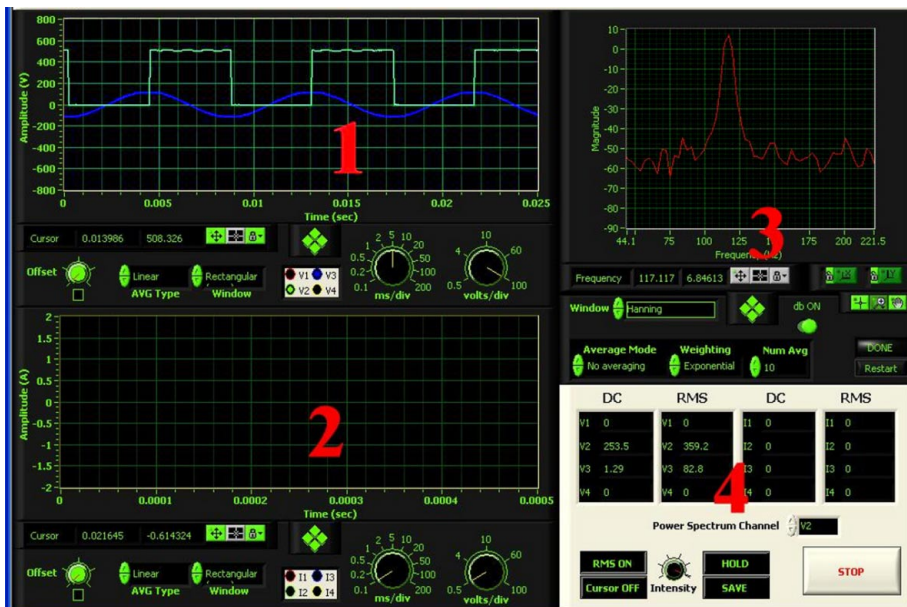 800
600
400
200
0
-200
-400
-600
-800
Amplitude (V)
0 0.005 0.01 0.015 0.02 0.025
Time (sec)
1
Cursor 0.013986 508.326
Offset
Linear
AVG Type
Rectangular
Window
V1 V3
V2 V4
0.1 0.2 0.5 1 2 5 10 20 50 100 200
ms/div
0.5 4 10 60 100
volts/div
2
1.5
1
0.5
0
-0.5
-1
-1.5
-2
Amplitude (A)
0 0.0001 0.0002 0.0003 0.0004 0.0005
Time (sec)
2
Cursor 0.021645 -0.614324
Offset
Linear
AVG Type
Rectangular
Window
I1 I3
I2 I4
ms/div
volts/div
10
0
-10
-20
-30
-40
-50
-60
-70
-80
-90
Magnitude
44.1 75 100 125 175 200 221.5
3
Frequency 117.117 6.84613
Window Hanning
db ON
Average Mode Weighting Num Avg
No averaging Exponential 10
DONE
Restart
DC RMS DC RMS
V1 0 V1 0 I1 0 I1 0
V2 253.5 V2 359.2 I2 0 I2 0
V3 1.29 V3 82.8 I3 0 I3 0
V4 0 V4 0 I4 0 I4 0
4
Power Spectrum Channel V2
RMS ON
HOLD
Cursor OFF
Intensity
SAVE
STOP